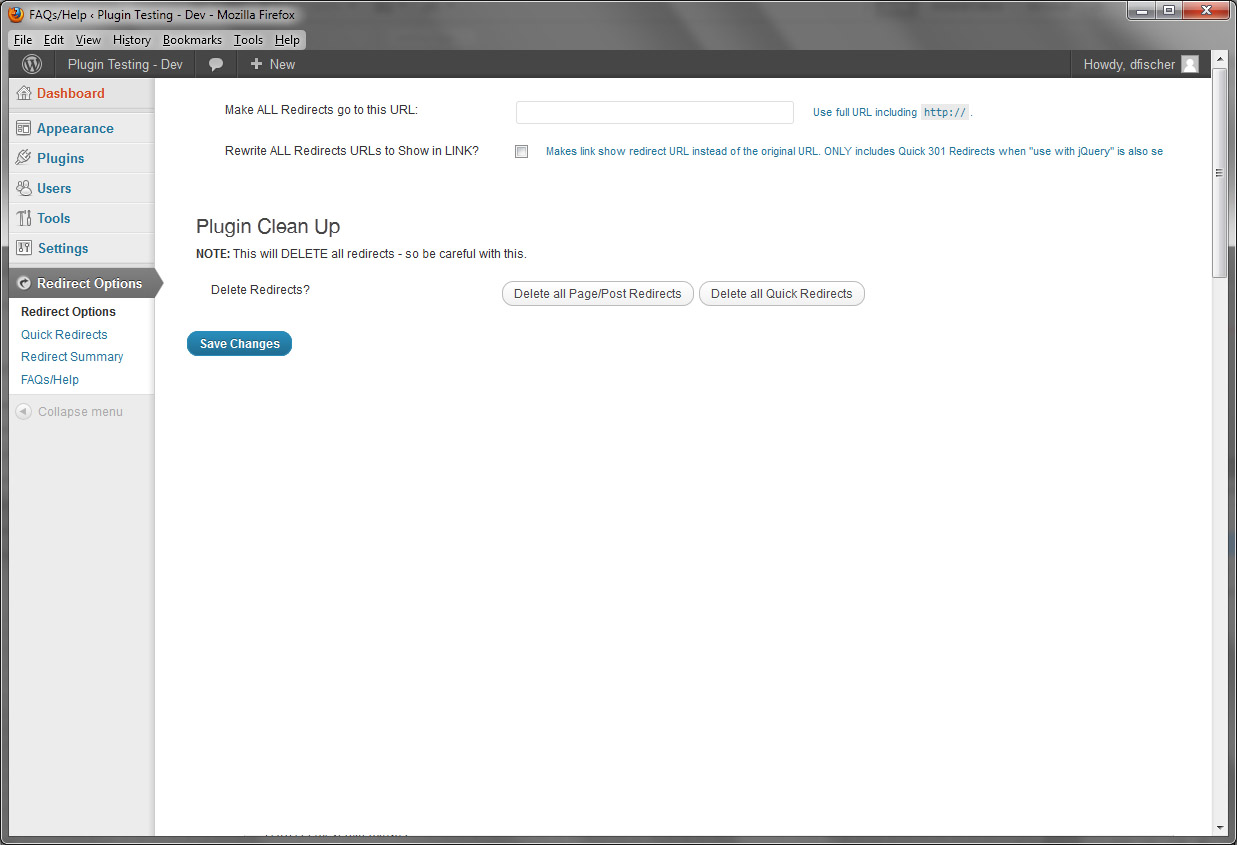 FAQs/Help ‹ Plugin Testing - Dev - Mozilla Firefox
File Edit View History Bookmarks Tools Help
Plugin Testing - Dev New Howdy, dfischer
Dashboard
Appearance
Plugins
Users
Tools
Settings
Redirect Options
Redirect Options
Quick Redirects
Redirect Summary
FAQs/Help
Collapse menu
Make ALL Redirects go to this URL: Use full URL including http://.
Rewrite ALL Redirects URLs to Show in LINK? Makes link show redirect URL instead of the original URL. ONLY includes Quick 301 Redirects when "use with jQuery" is also se
Plugin Clean Up
NOTE: This will DELETE all redirects - so be careful with this.
Delete Redirects? Delete all Page/Post Redirects Delete all Quick Redirects
Save Changes